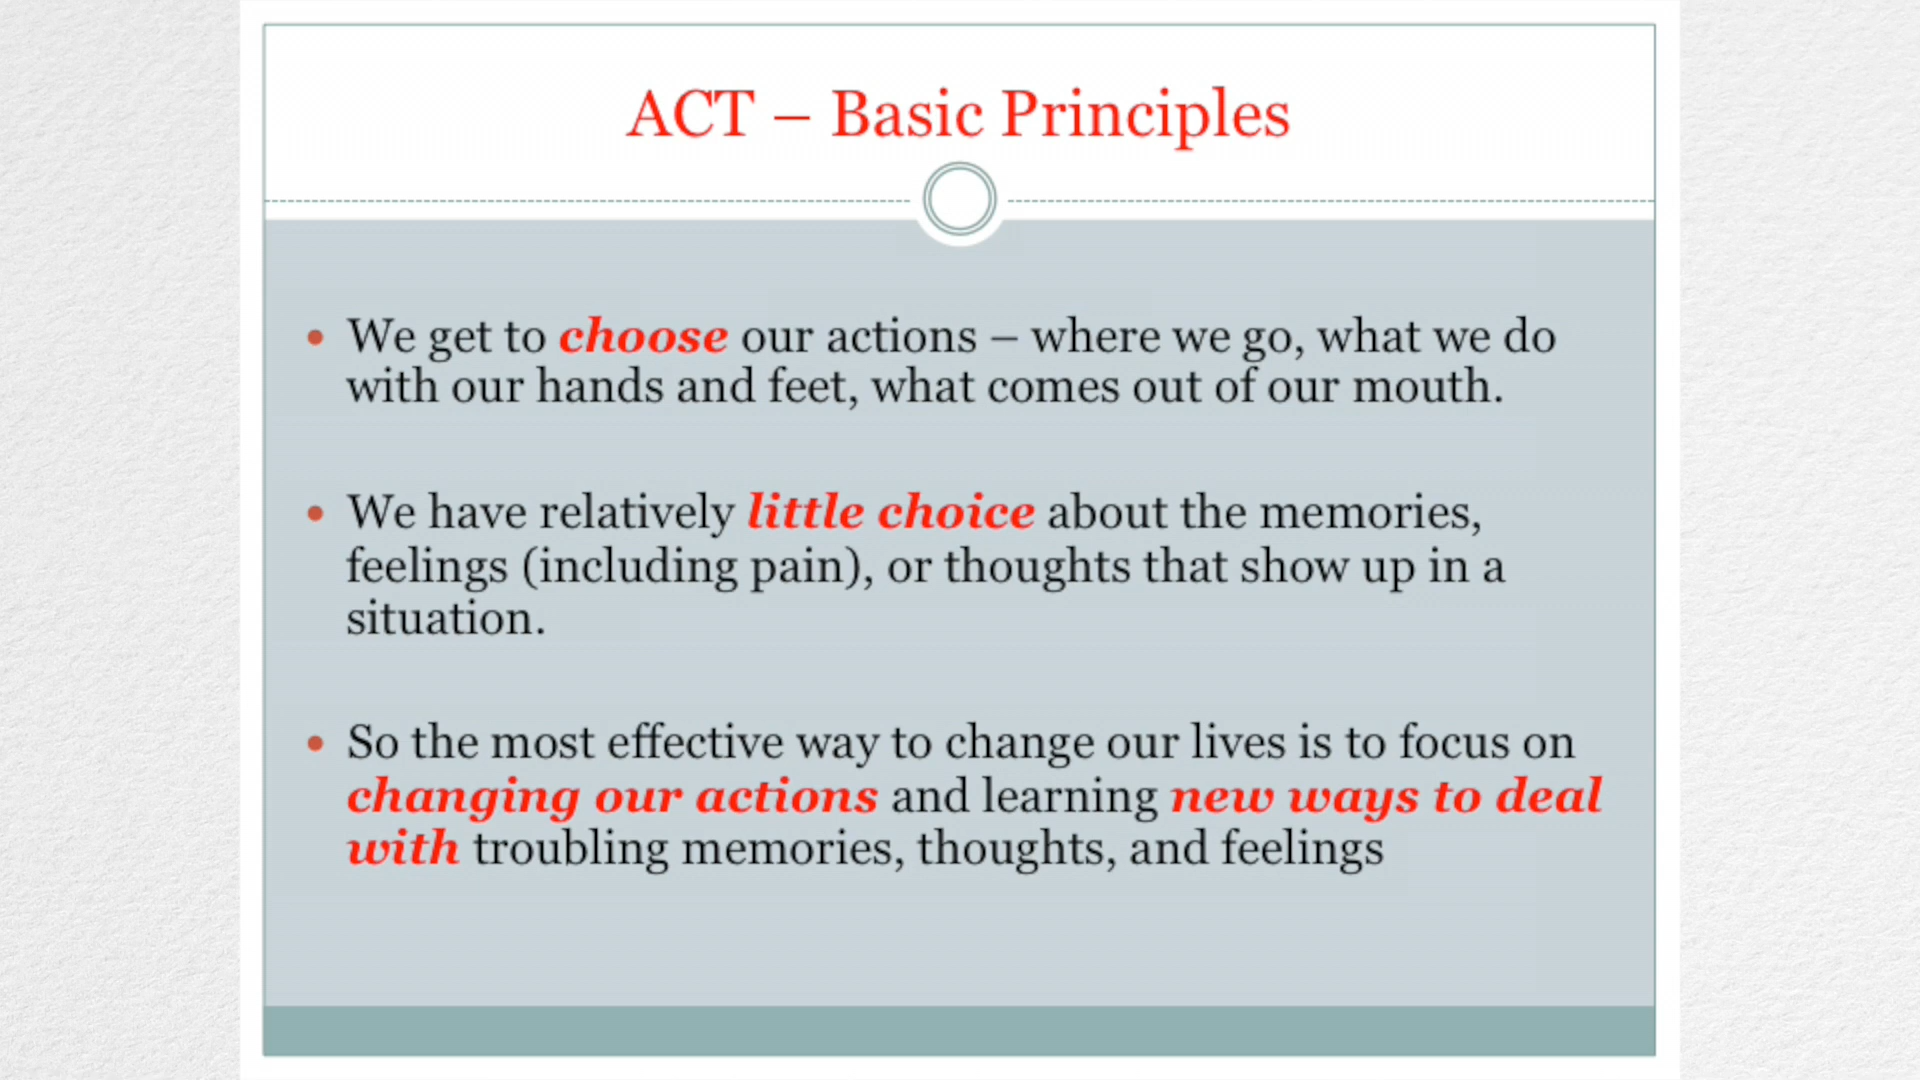 ACT – Basic Principles
• We get to choose our actions – where we go, what we do
with our hands and feet, what comes out of our mouth.
• We have relatively little choice about the memories,
feelings (including pain), or thoughts that show up in a
situation.
• So the most effective way to change our lives is to focus on
changing our actions and learning new ways to deal
with troubling memories, thoughts, and feelings